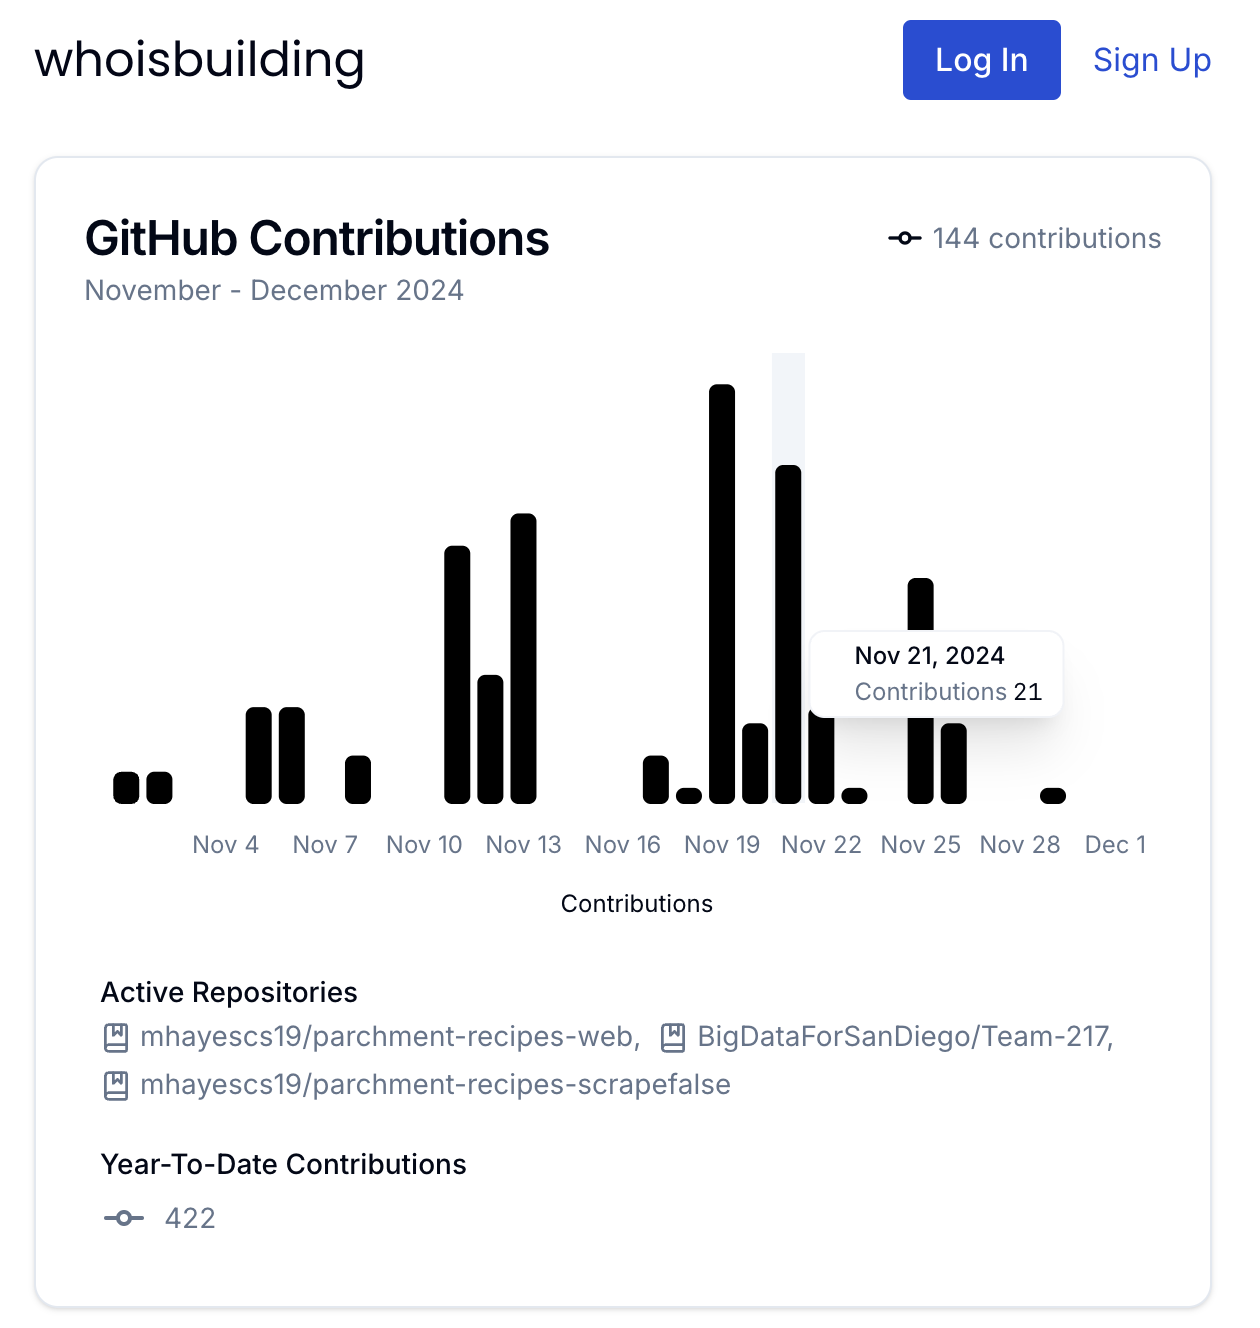 whoisbuilding
Log In
Sign Up
GitHub Contributions
144 contributions
November - December 2024
Nov 21, 2024
Contributions 21
Nov 4 Nov 7 Nov 10 Nov 13 Nov 16 Nov 19 Nov 22 Nov 25 Nov 28 Dec 1
Contributions
Active Repositories
mhayescs19/parchment-recipes-web, BigDataForSanDiego/Team-217,
mhayescs19/parchment-recipes-scrapefalse
Year-To-Date Contributions
422